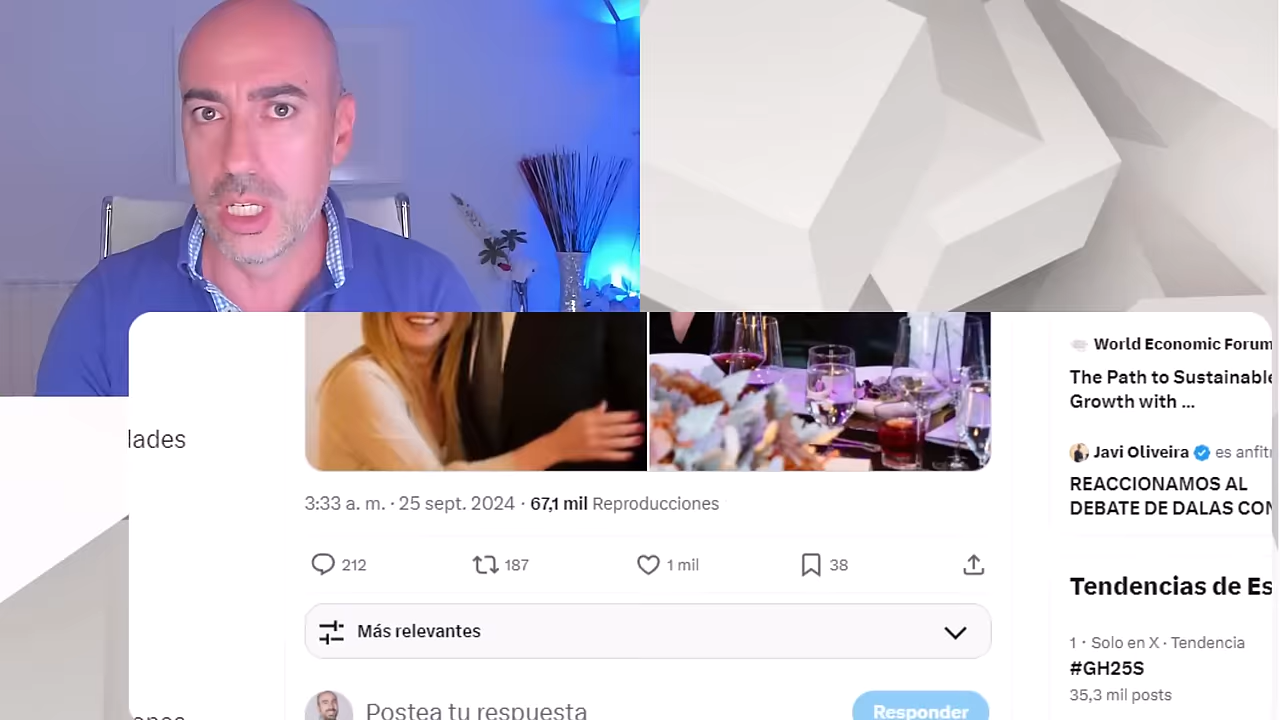 lades
3:33 a. m. · 25 sept. 2024 · 67,1 mil Reproducciones
212 187 1 mil 38
Más relevantes
Postea tu respuesta
Responder
World Economic Forum
The Path to Sustainable
Growth with ...
Javi Oliveira es anfitr
REACCIONAMOS AL
DEBATE DE DALAS CON
Tendencias de Es
1 · Solo en X · Tendencia
#GH25S
35,3 mil posts